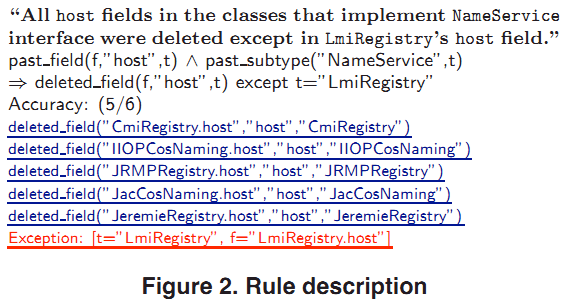 “All host fields in the classes that implement NameService
interface were deleted except in LmiRegistry's host field.”
past_field(f,"host",t) ∧ past_subtype("NameService",t)
⇒ deleted_field(f,"host",t) except t="LmiRegistry"
Accuracy: (5/6)
deleted_field("CmiRegistry.host","host","CmiRegistry")
deleted_field("IIOPCosNaming.host","host","IIOPCosNaming")
deleted_field("JRMPRegistry.host","host","JRMPRegistry")
deleted_field("JacCosNaming.host","host","JacCosNaming")
deleted_field("JeremieRegistry.host","host","JeremieRegistry")
Exception: [t="LmiRegistry", f="LmiRegistry.host"]
Figure 2. Rule description